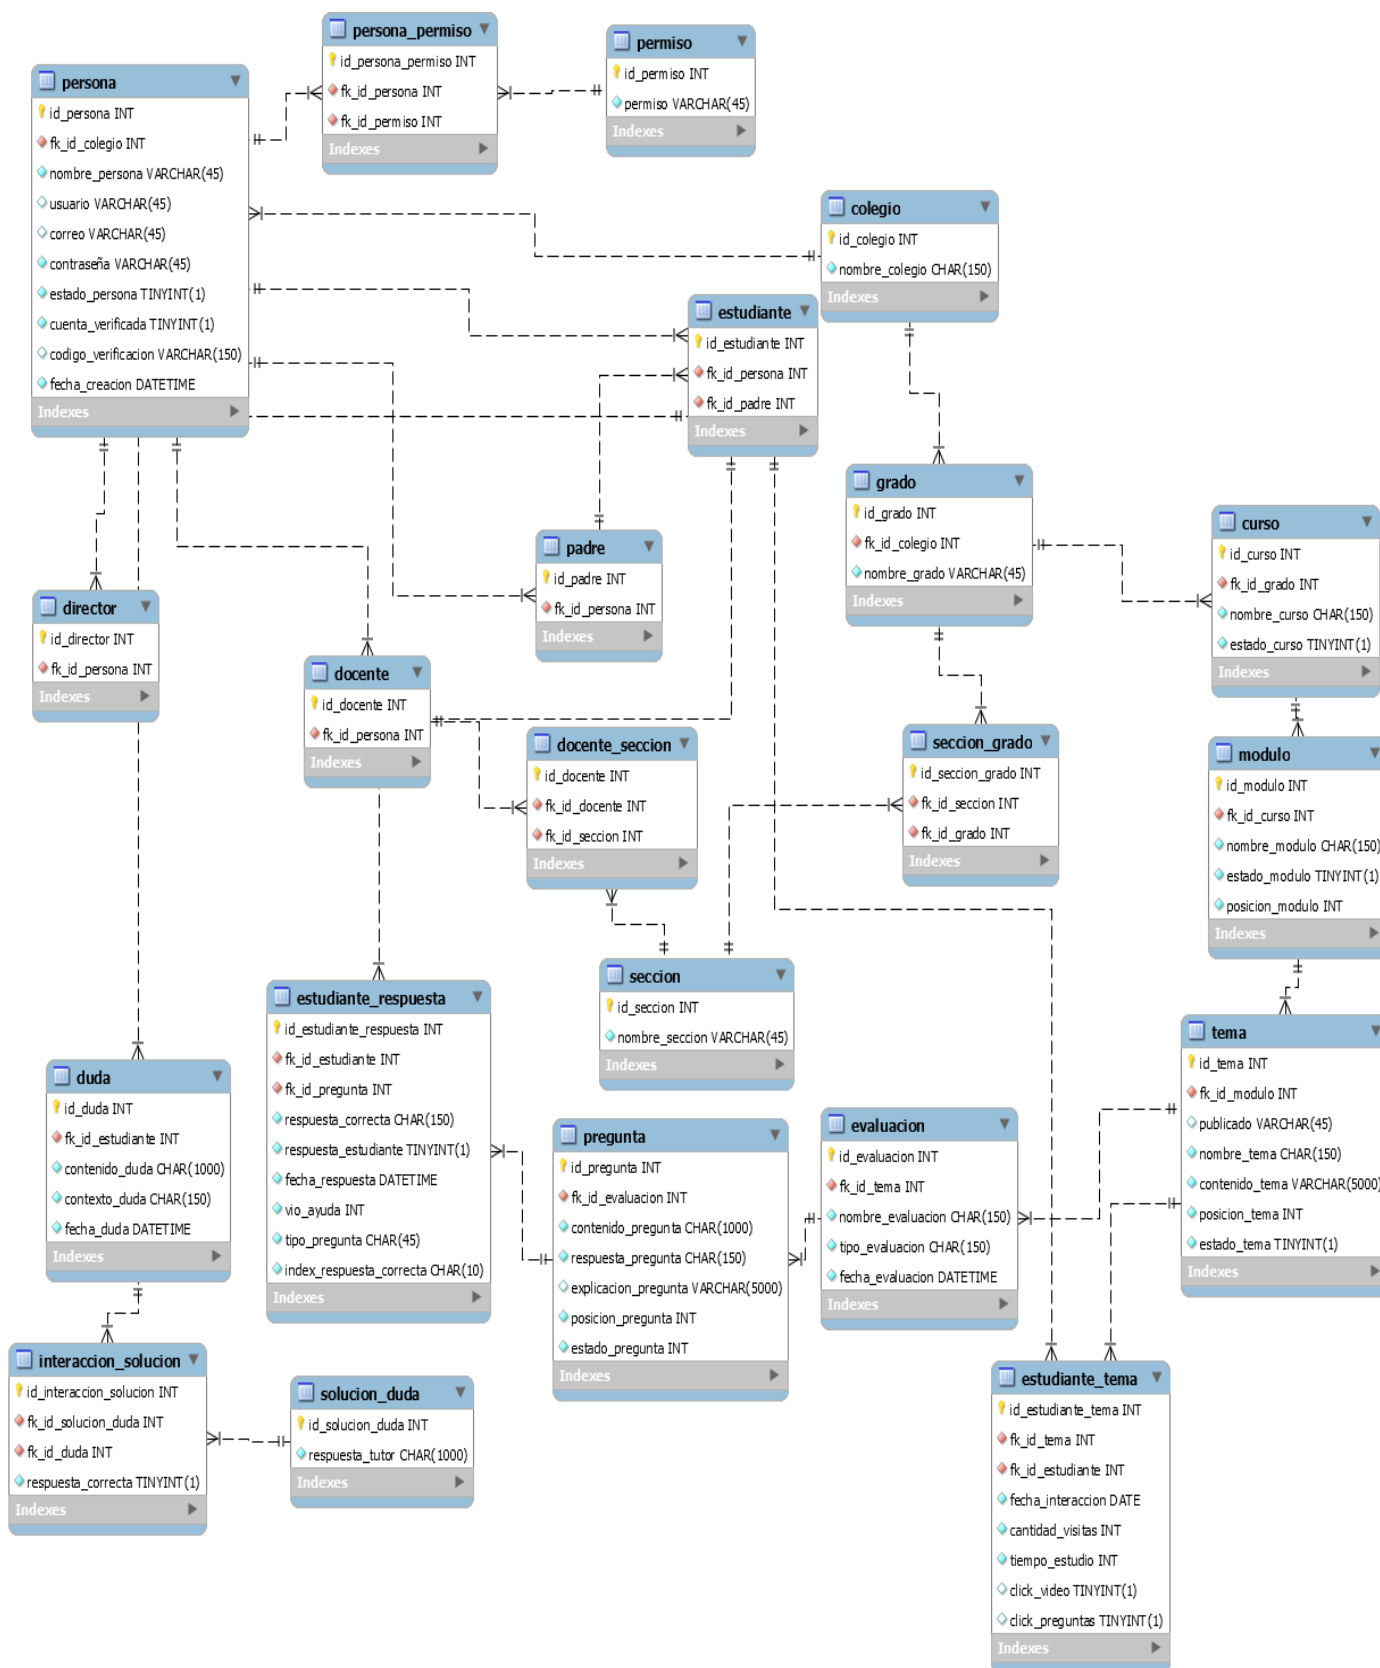 persona_permiso
id_persona_permiso INT
fk_id_persona INT
fk_id_permiso INT
Indexes
permiso
id_permiso INT
permiso VARCHAR(45)
Indexes
persona
id_persona INT
fk_id_colegio INT
nombre_persona VARCHAR(45)
usuario VARCHAR(45)
correo VARCHAR(45)
contraseña VARCHAR(45)
estado_persona TINYINT(1)
cuenta_verificada TINYINT(1)
codigo_verificacion VARCHAR(150)
fecha_creacion DATETIME
Indexes
colegio
id_colegio INT
nombre_colegio CHAR(150)
Indexes
estudiante
id_estudiante INT
fk_id_persona INT
fk_id_padre INT
Indexes
grado
id_grado INT
fk_id_colegio INT
nombre_grado VARCHAR(45)
Indexes
curso
id_curso INT
fk_id_grado INT
nombre_curso CHAR(150)
estado_curso TINYINT(1)
Indexes
padre
id_padre INT
fk_id_persona INT
Indexes
director
id_director INT
fk_id_persona INT
Indexes
docente
id_docente INT
fk_id_persona INT
Indexes
docente_seccion
id_docente INT
fk_id_docente INT
fk_id_seccion INT
Indexes
seccion_grado
id_seccion_grado INT
fk_id_seccion INT
fk_id_grado INT
Indexes
modulo
id_modulo INT
fk_id_curso INT
nombre_modulo CHAR(150)
estado_modulo TINYINT(1)
posicion_modulo INT
Indexes
seccion
id_seccion INT
nombre_seccion VARCHAR(45)
Indexes
estudiante_respuesta
id_estudiante_respuesta INT
fk_id_estudiante INT
fk_id_pregunta INT
respuesta_correcta CHAR(150)
respuesta_estudiante TINYINT(1)
fecha_respuesta DATETIME
vio_ayuda INT
tipo_pregunta CHAR(45)
index_respuesta_correcta CHAR(10)
Indexes
tema
id_tema INT
fk_id_modulo INT
publicado VARCHAR(45)
nombre_tema CHAR(150)
contenido_tema VARCHAR(5000)
posicion_tema INT
estado_tema TINYINT(1)
Indexes
duda
id_duda INT
fk_id_estudiante INT
contenido_duda CHAR(1000)
contexto_duda CHAR(150)
fecha_duda DATETIME
Indexes
pregunta
id_pregunta INT
fk_id_evaluacion INT
contenido_pregunta CHAR(1000)
respuesta_pregunta CHAR(150)
explicacion_pregunta VARCHAR(5000)
posicion_pregunta INT
estado_pregunta INT
Indexes
evaluacion
id_evaluacion INT
fk_id_tema INT
nombre_evaluacion CHAR(150)
tipo_evaluacion CHAR(150)
fecha_evaluacion DATETIME
Indexes
interaccion_solucion
id_interaccion_solucion INT
fk_id_solucion_duda INT
fk_id_duda INT
respuesta_correcta TINYINT(1)
Indexes
solucion_duda
id_solucion_duda INT
respuesta_tutor CHAR(1000)
Indexes
estudiante_tema
id_estudiante_tema INT
fk_id_tema INT
fk_id_estudiante INT
fecha_interaccion DATE
cantidad_visitas INT
tiempo_estudio INT
click_video TINYINT(1)
click_preguntas TINYINT(1)
Indexes